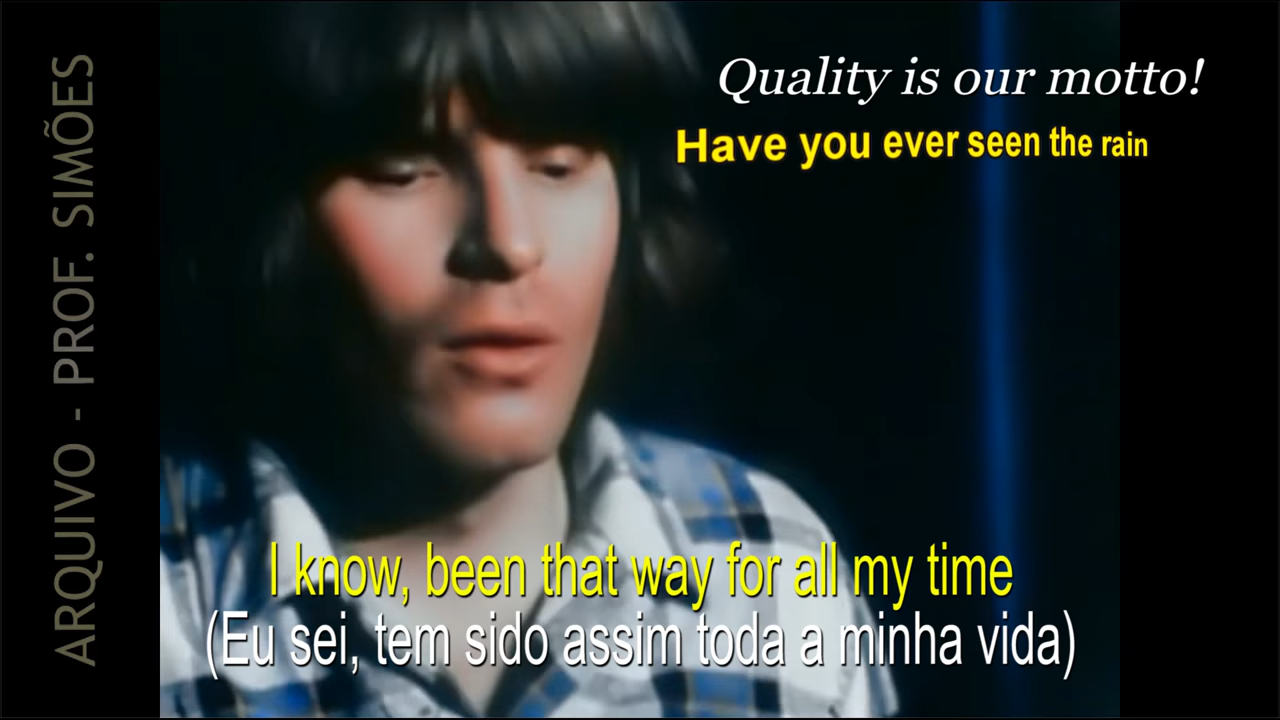 ARQUIVO - PROF. SIMÕES
Quality is our motto!
Have you ever seen the rain
I know, been that way for all my time
(Eu sei, tem sido assim toda a minha vida)